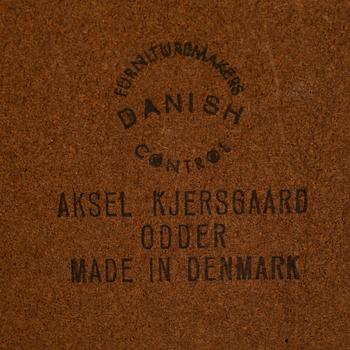 FURNITUREMAKERS
DANISH
CONTROL
AKSEL KJERSGAARD
ODDER
MADE IN DENMARK